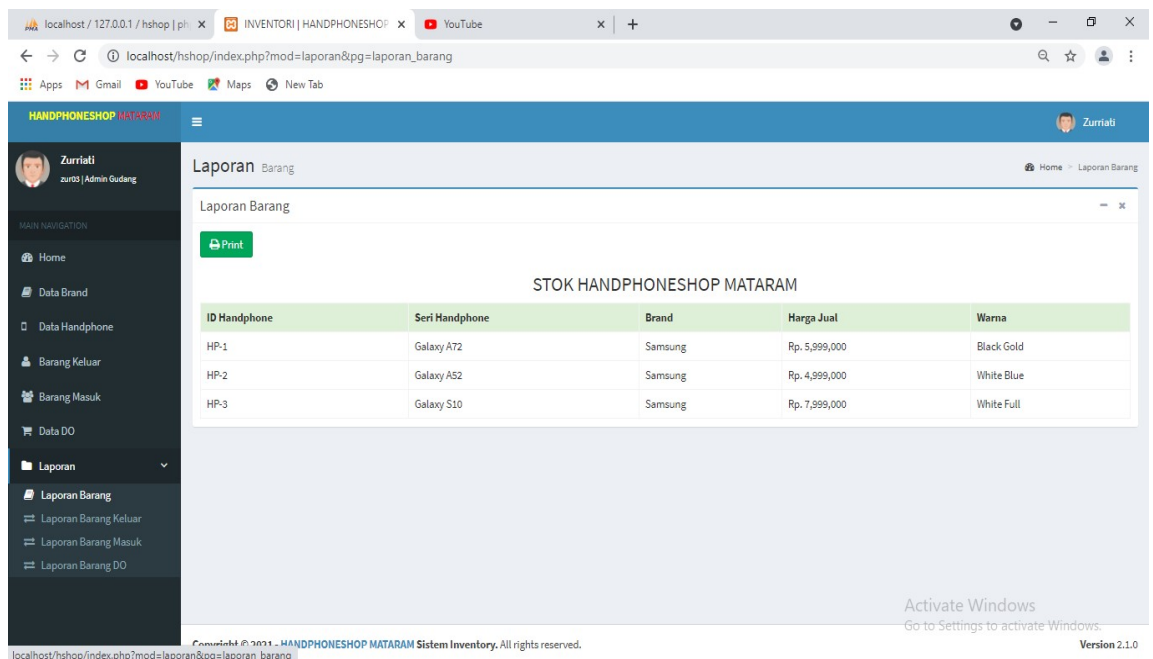 localhost / 127.0.0.1 / hshop | ph
INVENTORI | HANDPHONESHOP
YouTube
localhost/hshop/index.php?mod=laporan&pg=laporan_barang
Apps Gmail YouTube Maps New Tab
HANDPHONESHOP MATARAM
Zurriati
Zurriati
zur03 | Admin Gudang
Laporan Barang
Home > Laporan Barang
MAIN NAVIGATION
Home
Data Brand
Data Handphone
Barang Keluar
Barang Masuk
Data DO
Laporan
Laporan Barang
Laporan Barang Keluar
Laporan Barang Masuk
Laporan Barang DO
Laporan Barang
Print
STOK HANDPHONESHOP MATARAM
ID Handphone Seri Handphone Brand Harga Jual Warna
HP-1 Galaxy A72 Samsung Rp. 5,999,000 Black Gold
HP-2 Galaxy A52 Samsung Rp. 4,999,000 White Blue
HP-3 Galaxy S10 Samsung Rp. 7,999,000 White Full
Activate Windows
Go to Settings to activate Windows.
Copyright © 2021 - HANDPHONESHOP MATARAM Sistem Inventory. All rights reserved.
Version 2.1.0
localhost/hshop/index.php?mod=laporan&pg=laporan_barang